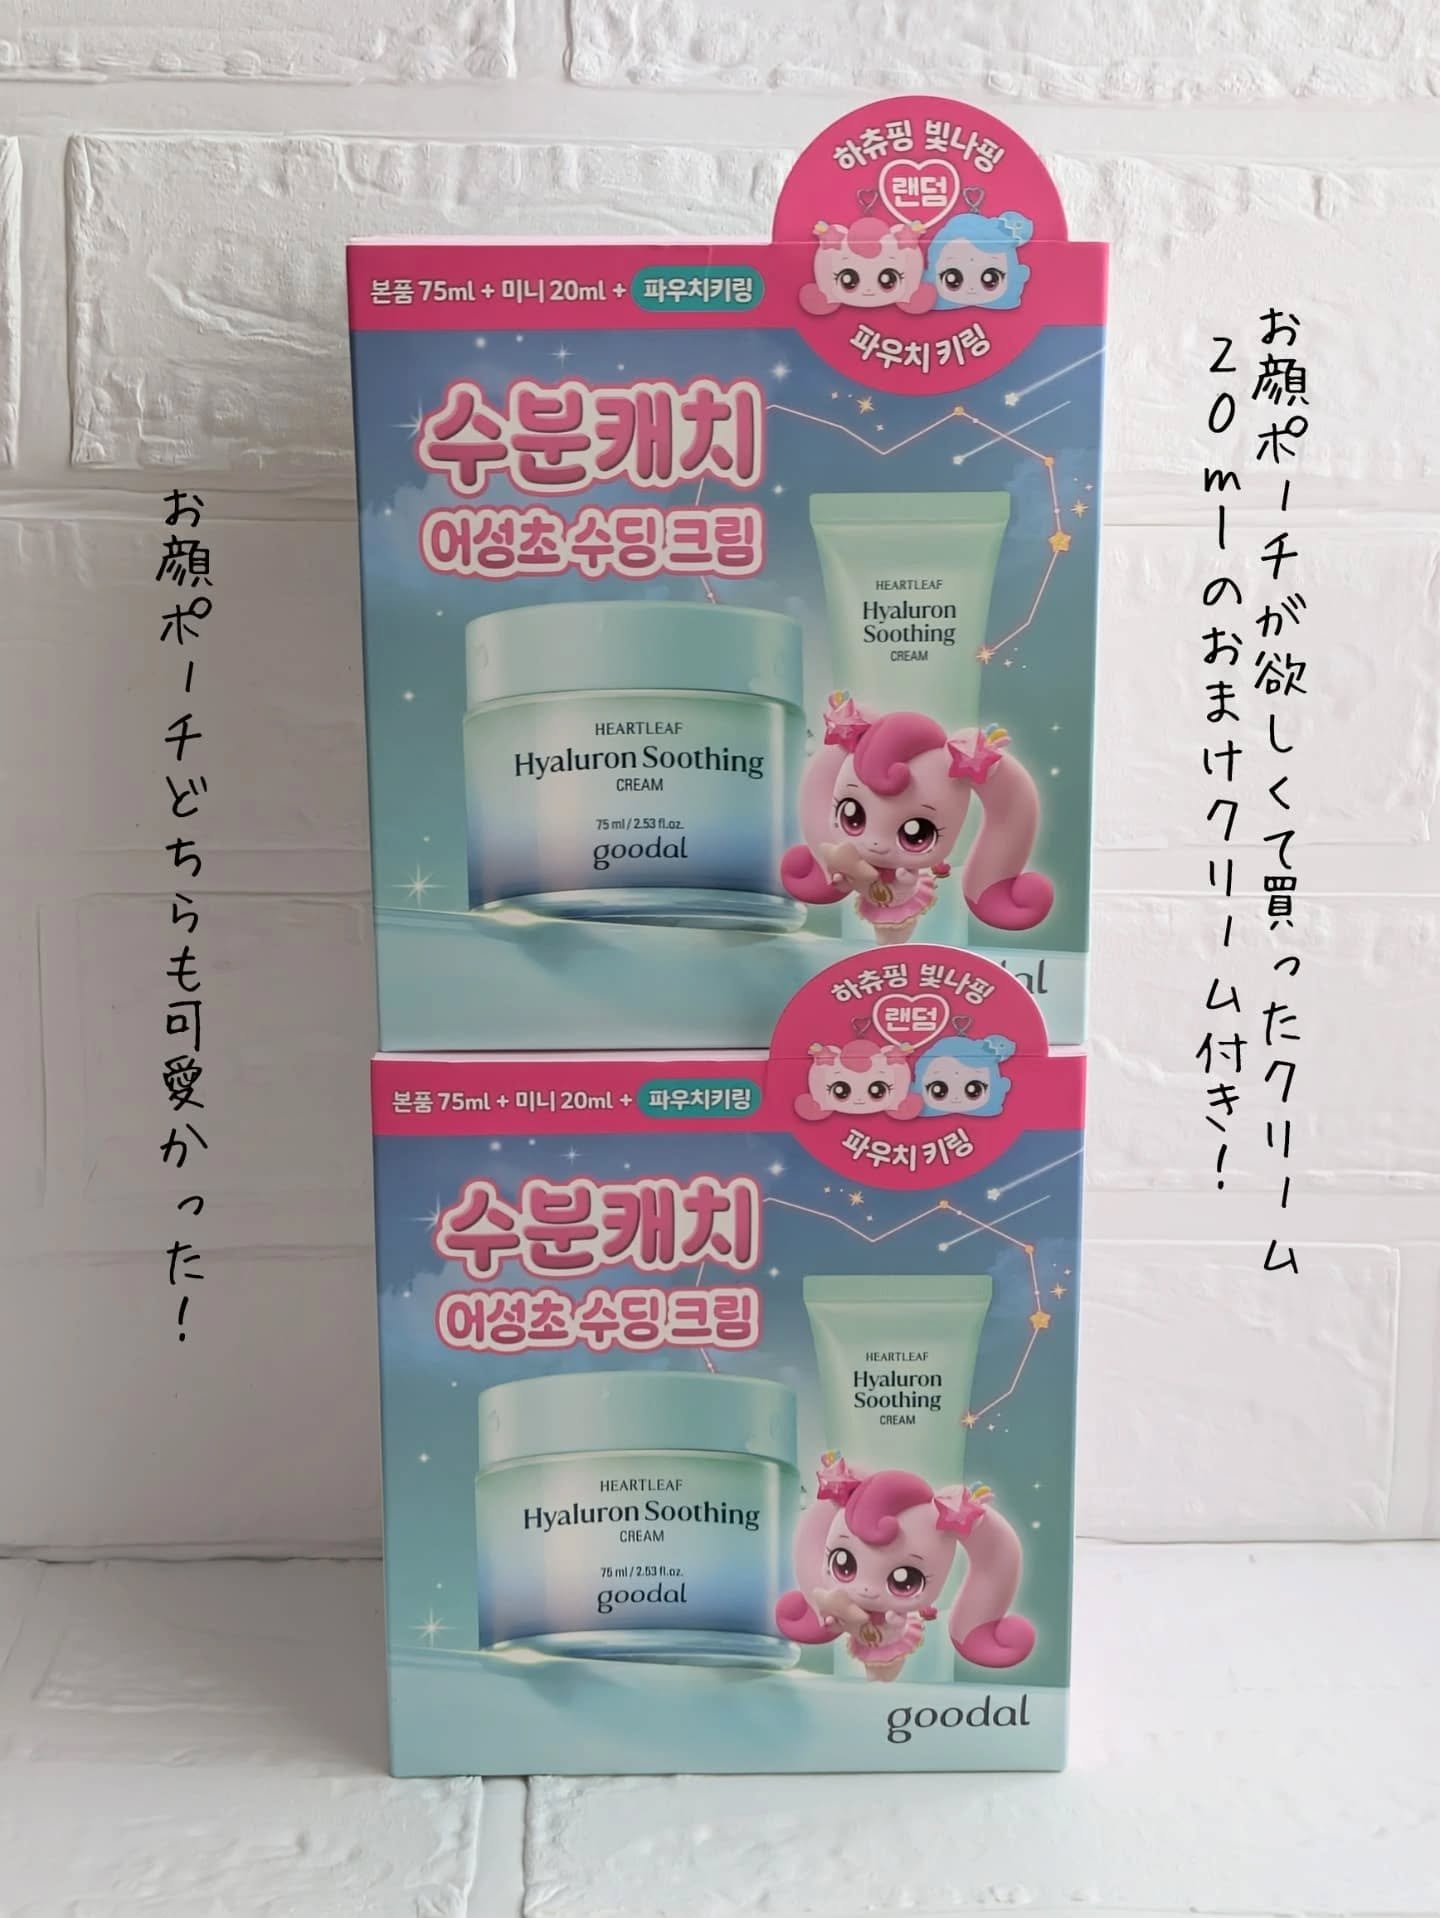 하츄핑 빛나핑
랜덤
파우치 키링
본품 75ml + 미니 20ml + 파우치키링
수분캐치
어성초 수딩 크림
HEARTLEAF
Hyaluron
Soothing
CREAM
HEARTLEAF
Hyaluron Soothing
CREAM
75 ml / 2.53 fl.oz.
goodal
하츄핑 빛나핑
랜덤
파우치 키링
본품 75ml + 미니 20ml + 파우치키링
수분캐치
어성초 수딩 크림
HEARTLEAF
Hyaluron
Soothing
CREAM
HEARTLEAF
Hyaluron Soothing
CREAM
75 ml / 2.53 fl.oz.
goodal
goodal
お顔ポーチが欲しくて買ったクリーム
20mlのおまけクリーム付き!
お顔ポーチどちらも可愛かった!